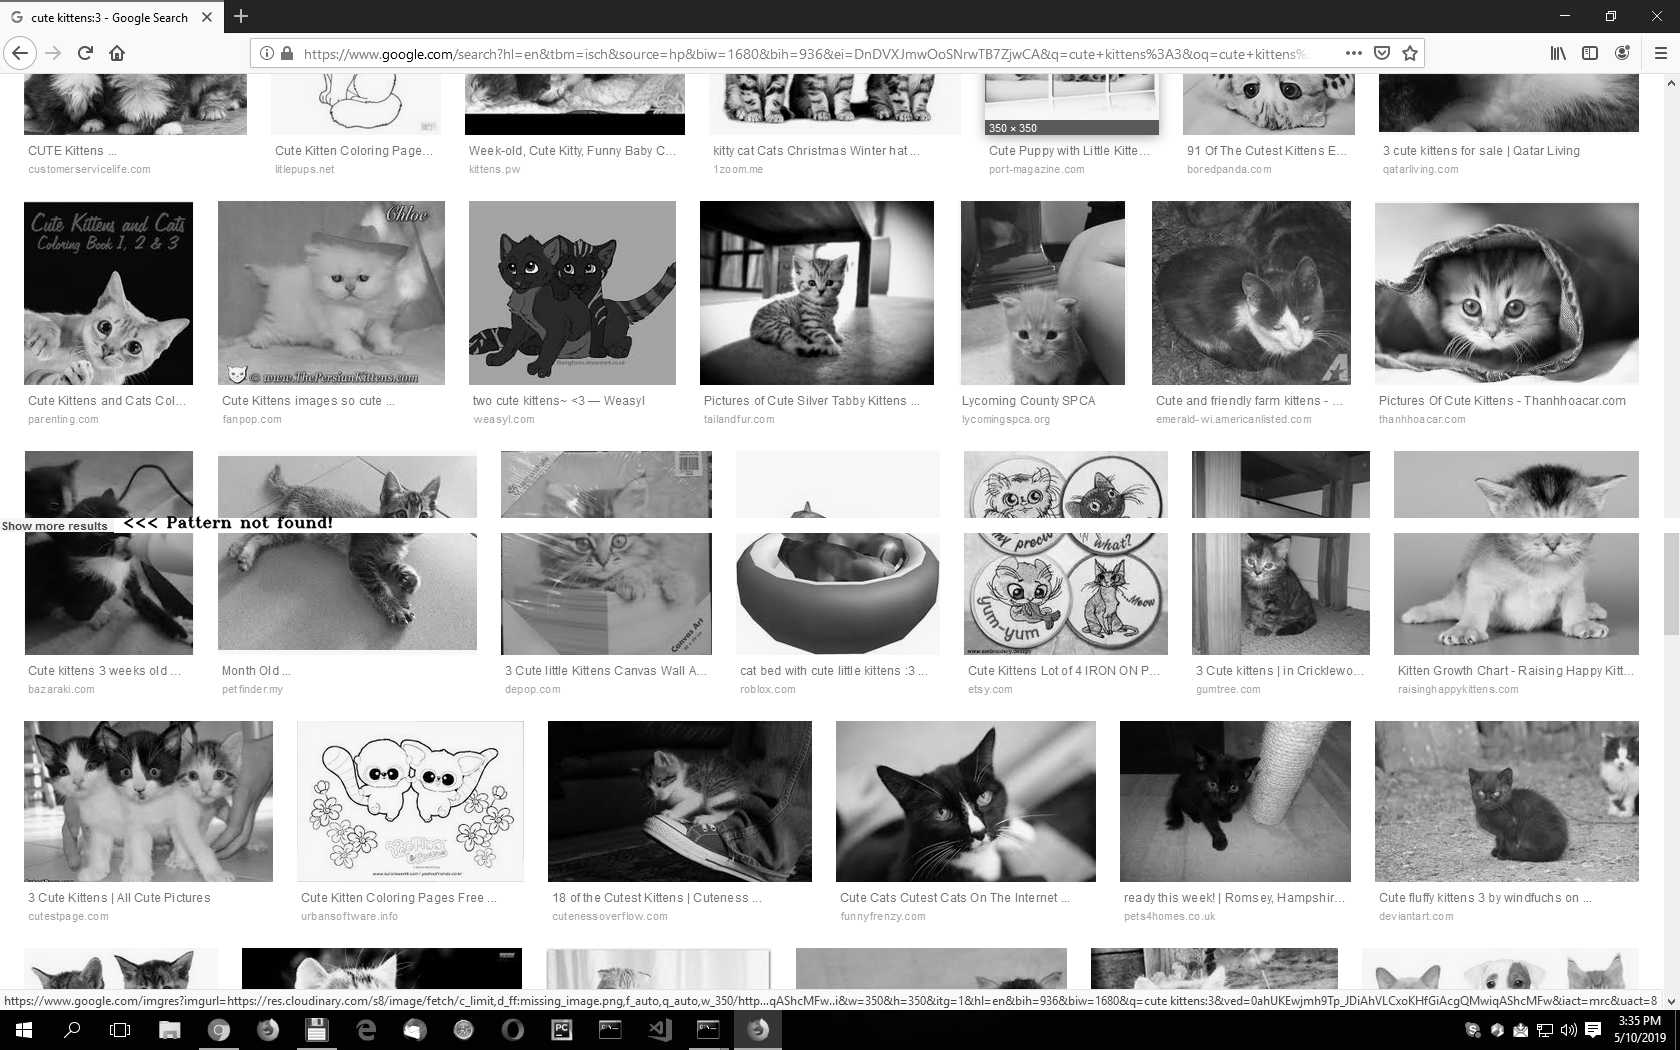 cute kittens:3 - Google Search
https://www.google.com/search?hl=en&tbm=isch&source=hp&biw=1680&bih=936&ei=DnDVXJmwOoSNrwTB7ZjwCA&q=cute+kittens%3A3&oq=cute+kittens%
350 × 350
CUTE Kittens ...
customerservicelife.com
Cute Kitten Coloring Page...
litlepups.net
Week-old, Cute Kitty, Funny Baby C...
kittens.pw
kitty cat Cats Christmas Winter hat ...
1zoom.me
Cute Puppy with Little Kitte...
port-magazine.com
91 Of The Cutest Kittens E...
boredpanda.com
3 cute kittens for sale | Qatar Living
qatarliving.com
Cute Kittens and Cats
Coloring Book 1, 2 & 3
Chloe
© www.ThePersianKittens.com
Cute Kittens and Cats Col...
parenting.com
Cute Kittens images so cute ...
fanpop.com
two cute kittens~ <3 — Weasyl
weasyl.com
Pictures of Cute Silver Tabby Kittens ...
tailandfur.com
Lycoming County SPCA
lycomingspca.org
Cute and friendly farm kittens - ...
emerald-wi.americanlisted.com
Pictures Of Cute Kittens - Thanhhoacar.com
thanhhoacar.com
Show more results
<<< Pattern not found!
my preci
what?
yum-yum
...Meow
Canvas Art
Cute kittens 3 weeks old ...
bazaraki.com
Month Old ...
petfinder.my
3 Cute little Kittens Canvas Wall A...
depop.com
cat bed with cute little kittens :3 ...
roblox.com
Cute Kittens Lot of 4 IRON ON P...
etsy.com
3 Cute kittens | in Cricklewo...
gumtree.com
Kitten Growth Chart - Raising Happy Kitt...
raisinghappykittens.com
3 Cute Kittens | All Cute Pictures
cutestpage.com
Cute Kitten Coloring Pages Free ...
urbansoftware.info
18 of the Cutest Kittens | Cuteness ...
cutenessoverflow.com
Cute Cats Cutest Cats On The Internet ...
funnyfrenzy.com
ready this week! | Romsey, Hampshir...
pets4homes.co.uk
Cute fluffy kittens 3 by windfuchs on ...
deviantart.com
https://www.google.com/imgres?imgurl=https://res.cloudinary.com/s8/image/fetch/c_limit,d_ff:missing_image.png,f_auto,q_auto,w_350/http...qAShcMFw..i&w=350&h=350&itg=1&hl=en&bih=936&biw=1680&q=cute kittens:3&ved=0ahUKEwjmh9Tp_JDiAhVLCxoKHfGiAcgQMwiqAShcMFw&iact=mrc&uact=8
3:35 PM
5/10/2019